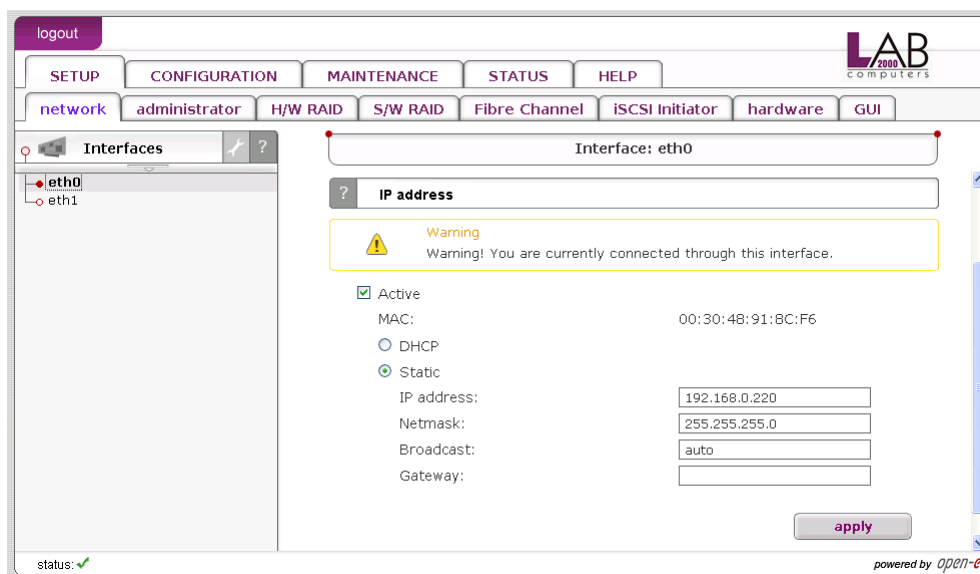 logout
LAB
2000
computers
SETUP CONFIGURATION MAINTENANCE STATUS HELP
network administrator H/W RAID S/W RAID Fibre Channel iSCSI Initiator hardware GUI
Interfaces ?
eth0
eth1
Interface: eth0
? IP address
Warning
Warning! You are currently connected through this interface.
Active
MAC: 00:30:48:91:8C:F6
DHCP
Static
IP address: 192.168.0.220
Netmask: 255.255.255.0
Broadcast: auto
Gateway:
apply
status:
powered by open-e